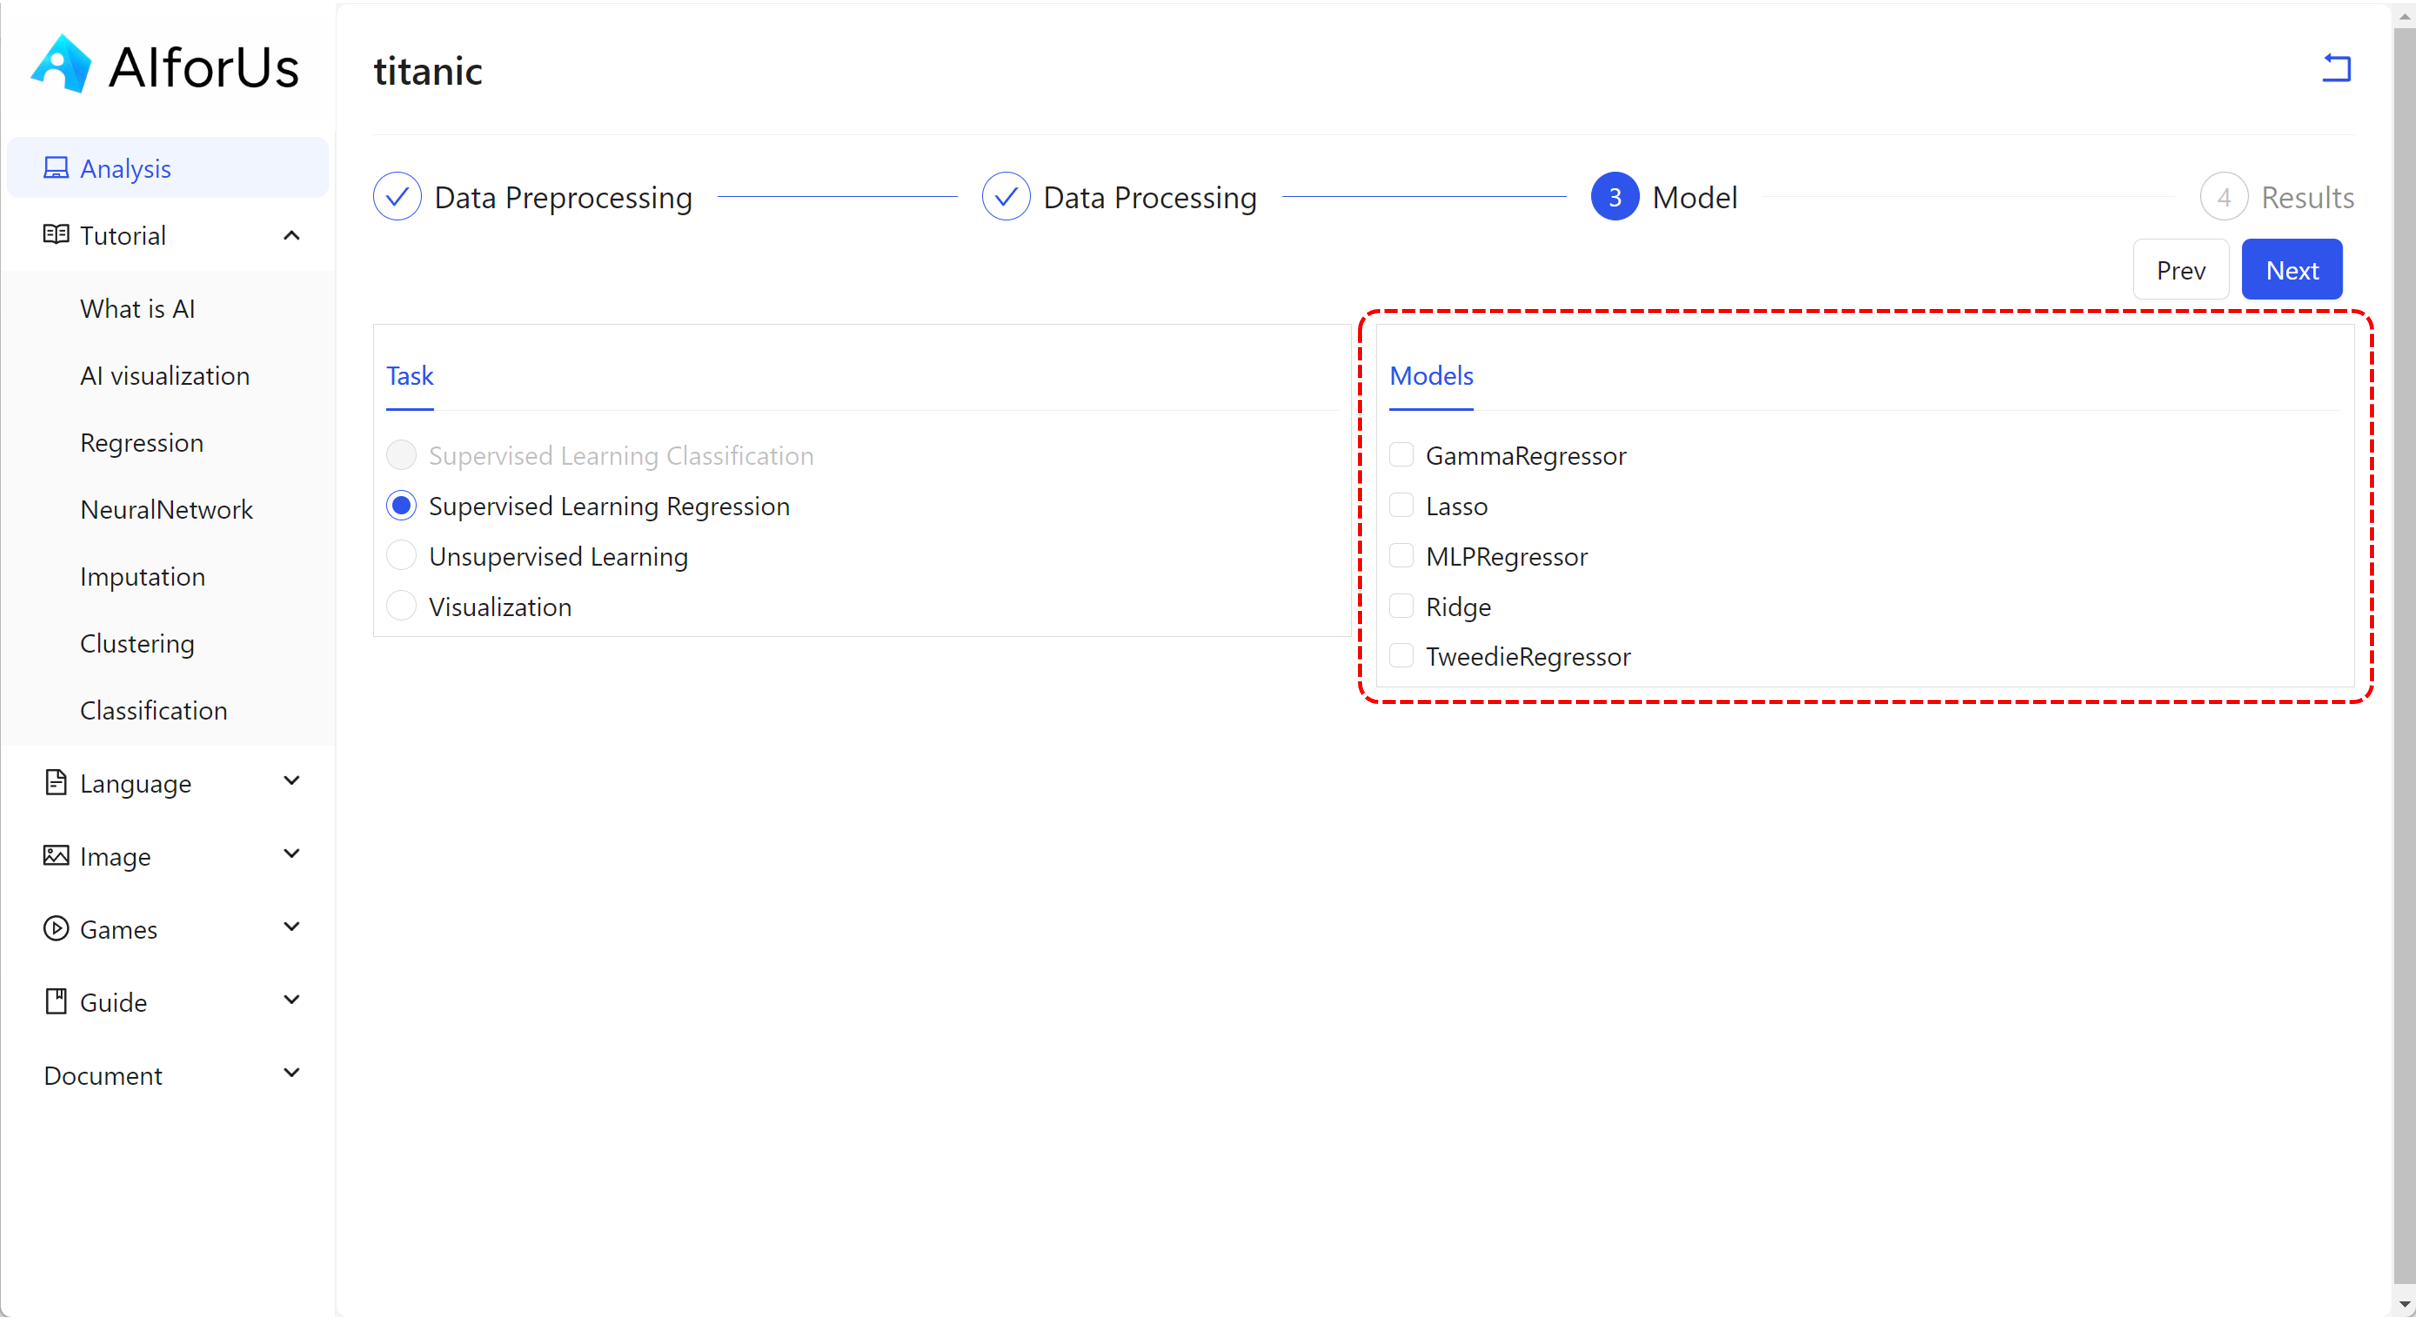 AIforUs
titanic
Analysis
Data Preprocessing
Data Processing
3 Model
4 Results
Tutorial
Prev
Next
What is AI
AI visualization
Regression
NeuralNetwork
Imputation
Clustering
Classification
Task
Supervised Learning Classification
Supervised Learning Regression
Unsupervised Learning
Visualization
Models
GammaRegressor
Lasso
MLPRegressor
Ridge
TweedieRegressor
Language
Image
Games
Guide
Document